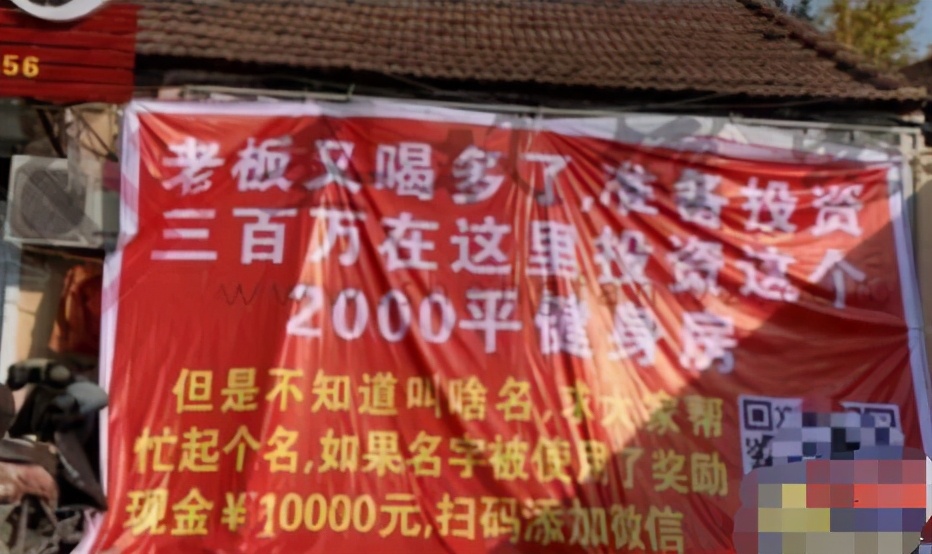 56
老板又喝多了,准备投资
三百万在这里投资这个
2000平健身房
但是不知道叫啥名,求大家帮
忙起个名,如果名字被使用了奖励
现金¥10000元,扫码添加微信